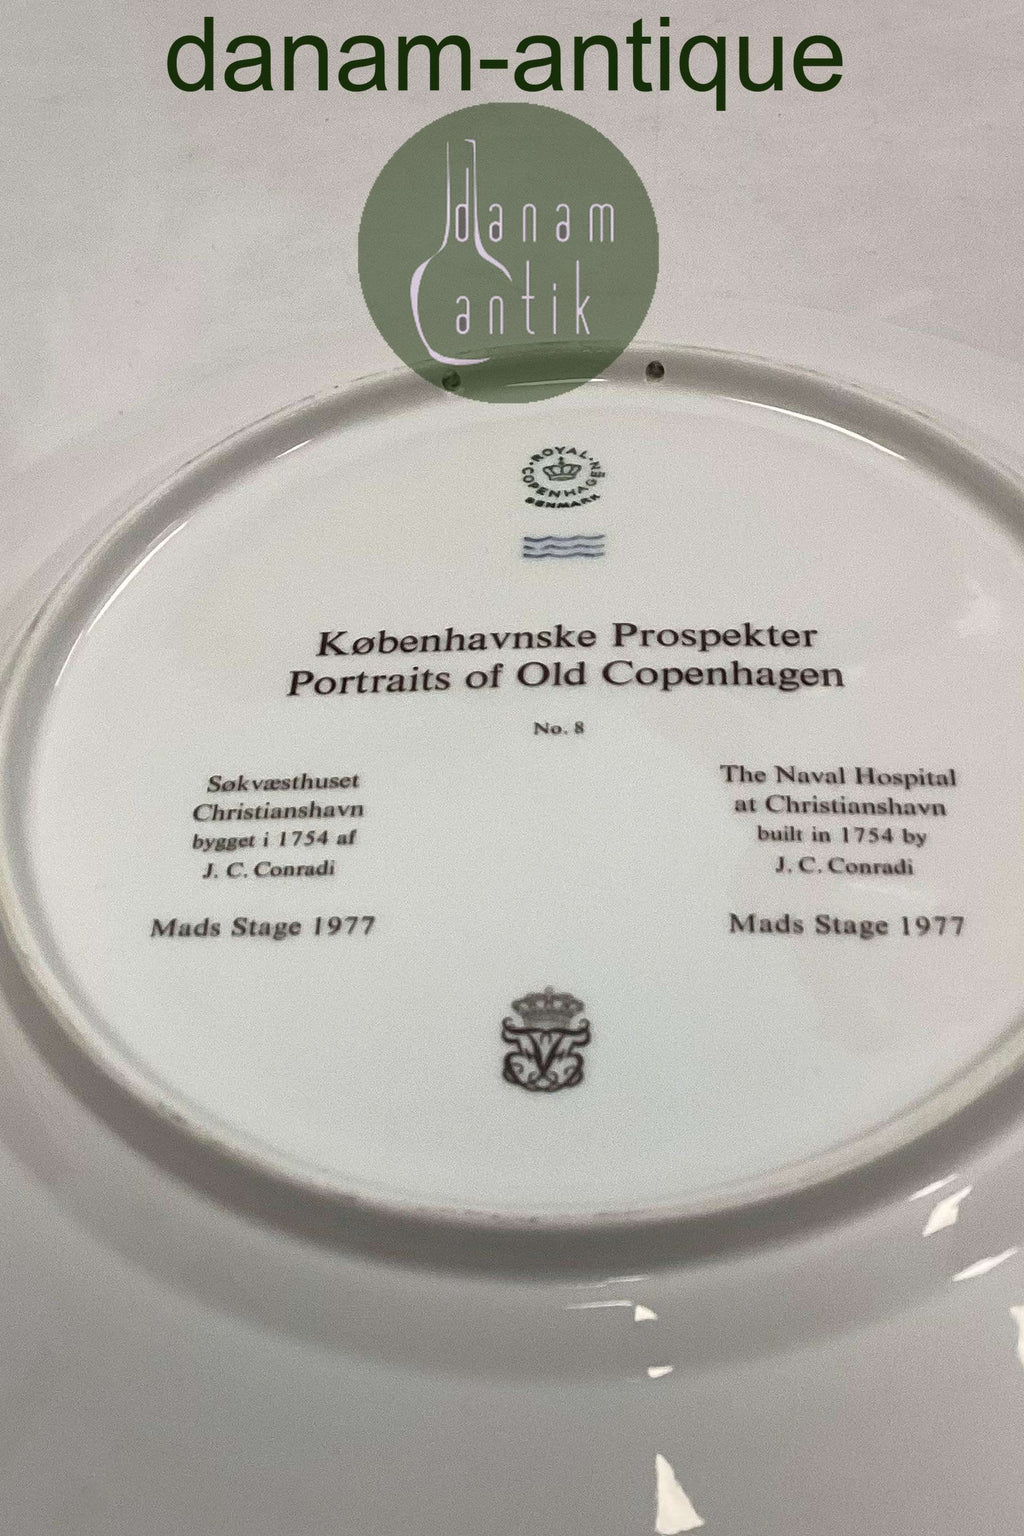 danam-antique
danam
antik
ROYAL COPENHAGEN
DENMARK
Københavnske Prospekter
Portraits of Old Copenhagen
No. 8
Søkvæsthuset
Christianshavn
bygget i 1754 af
J. C. Conradi
Mads Stage 1977
The Naval Hospital
at Christianshavn
built in 1754 by
J. C. Conradi
Mads Stage 1977